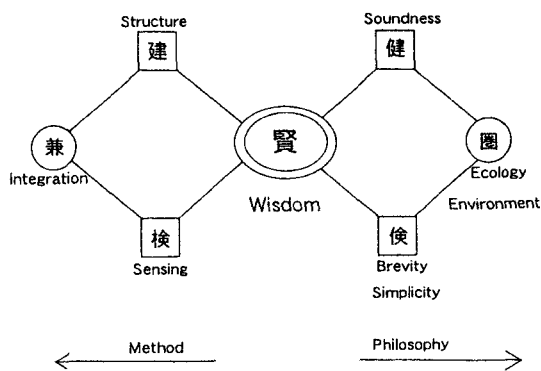 Structure
Soundness
建
健
兼
賢
圏
Integration
Ecology
Wisdom
Environment
検
倹
Sensing
Brevity
Simplicity
Method
Philosophy